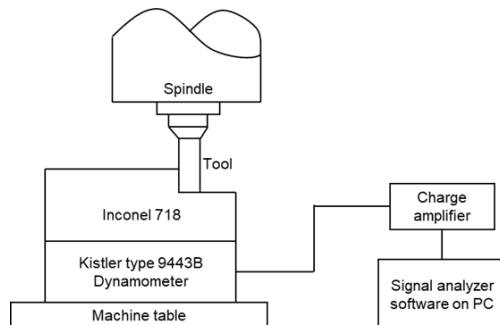 Spindle
Tool
Inconel 718
Charge
amplifier
Kistler type 9443B
Dynamometer
Signal analyzer
software on PC
Machine table